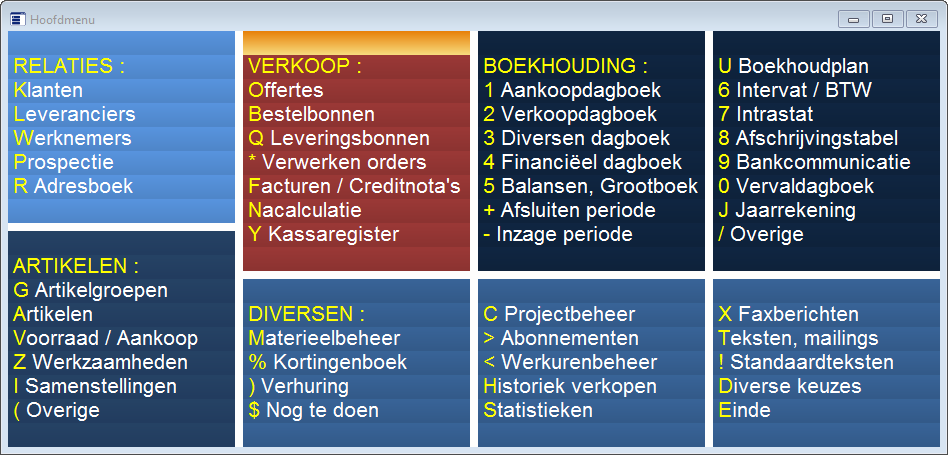 Hoofdmenu
RELATIES :
Klanten
Leveranciers
Werknemers
Prospectie
R Adresboek
VERKOOP :
Offertes
Bestelbonnen
Q Leveringsbonnen
* Verwerken orders
Facturen / Creditnota's
Nacalculatie
Y Kassaregister
BOEKHOUDING :
1 Aankoopdagboek
2 Verkoopdagboek
3 Diversen dagboek
4 Financiëel dagboek
5 Balansen, Grootboek
+ Afsluiten periode
- Inzage periode
U Boekhoudplan
6 Intervat / BTW
7 Intrastat
8 Afschrijvingstabel
9 Bankcommunicatie
0 Vervaldagboek
J Jaarrekening
/ Overige
ARTIKELEN :
G Artikelgroepen
Artikelen
Voorraad / Aankoop
Z Werkzaamheden
I Samenstellingen
( Overige
DIVERSEN :
Materieelbeheer
% Kortingenboek
) Verhuring
$ Nog te doen
C Projectbeheer
> Abonnementen
< Werkurenbeheer
Historiek verkopen
Statistieken
X Faxberichten
Teksten, mailings
! Standaardteksten
Diverse keuzes
Einde